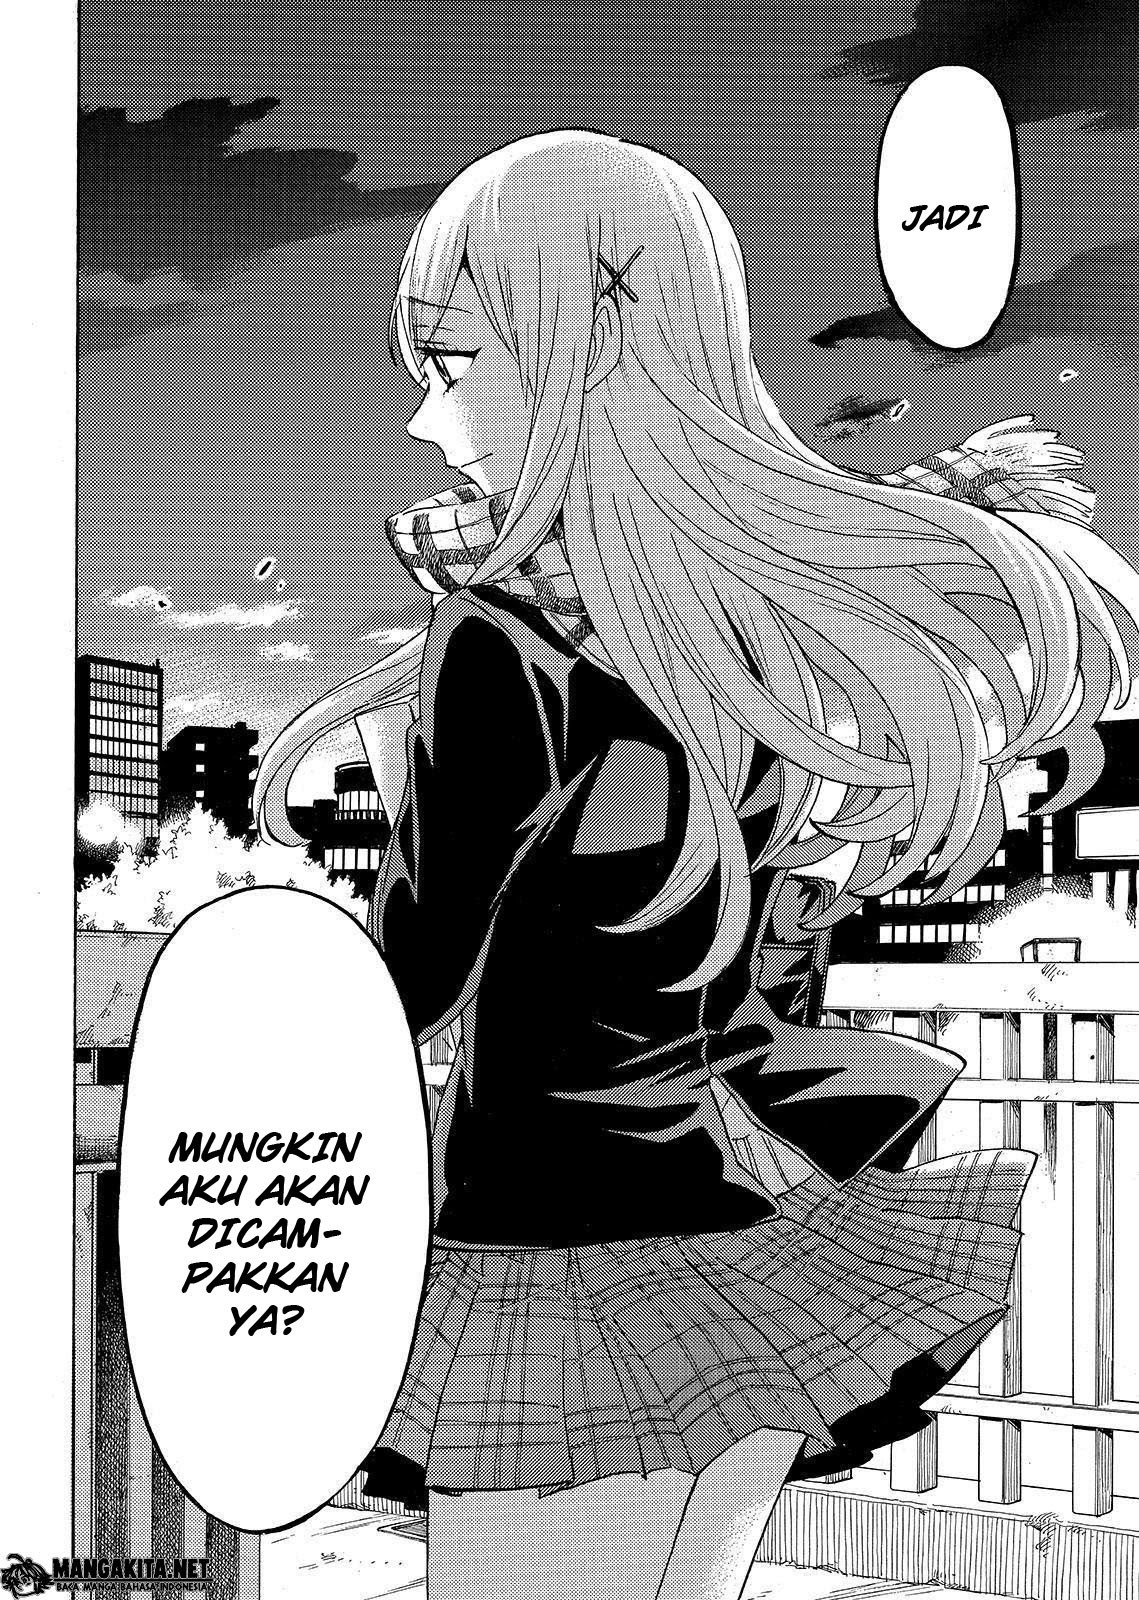 JADI
MUNGKIN
AKU AKAN
DICAM-
PAKKAN
YA?
MANGAKITA.NET
BACA MANGA BAHASA INDONESIA